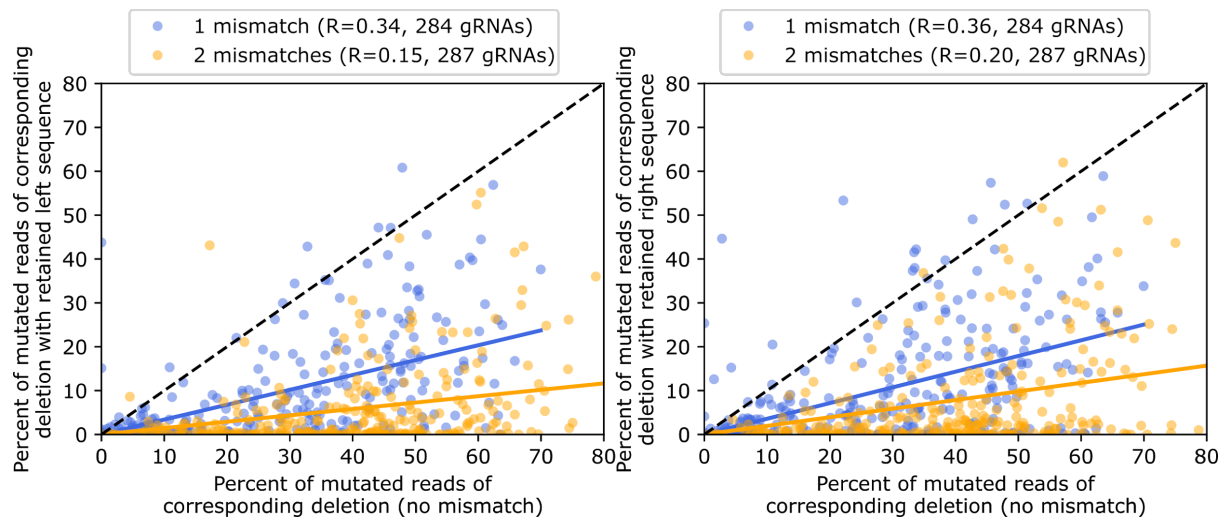 1 mismatch (R=0.34, 284 gRNAs)
2 mismatches (R=0.15, 287 gRNAs)
Percent of mutated reads of corresponding
deletion with retained left sequence
80
70
60
50
40
30
20
10
0
0 10 20 30 40 50 60 70 80
Percent of mutated reads of
corresponding deletion (no mismatch)
1 mismatch (R=0.36, 284 gRNAs)
2 mismatches (R=0.20, 287 gRNAs)
Percent of mutated reads of corresponding
deletion with retained right sequence
80
70
60
50
40
30
20
10
0
0 10 20 30 40 50 60 70 80
Percent of mutated reads of
corresponding deletion (no mismatch)